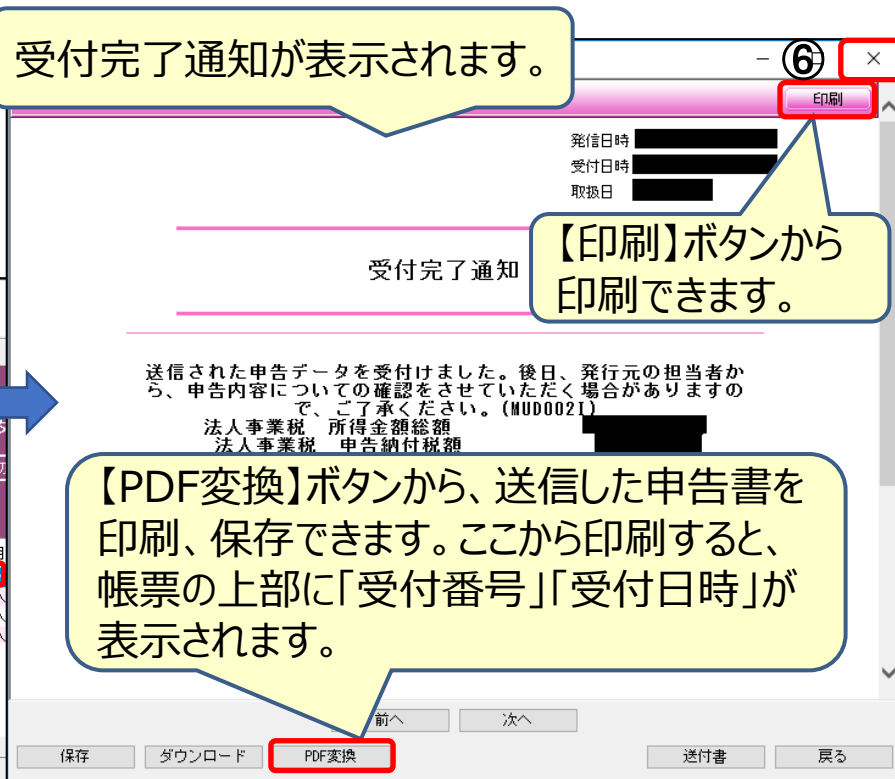 受付完了通知が表示されます。
⑥
印刷
発信日時
受付日時
取扱日
【印刷】ボタンから
印刷できます。
受付完了通知
送信された申告データを受付けました。後日、発行元の担当者か
ら、申告内容についての確認をさせていただく場合がありますの
で、ご了承ください。(MUD002I)
法人事業税　所得金額総額
法人事業税　申告納付税額
【PDF変換】ボタンから、送信した申告書を
印刷、保存できます。ここから印刷すると、
帳票の上部に「受付番号」「受付日時」が
表示されます。
前へ 次へ
保存 ダウンロード PDF変換 送付書 戻る